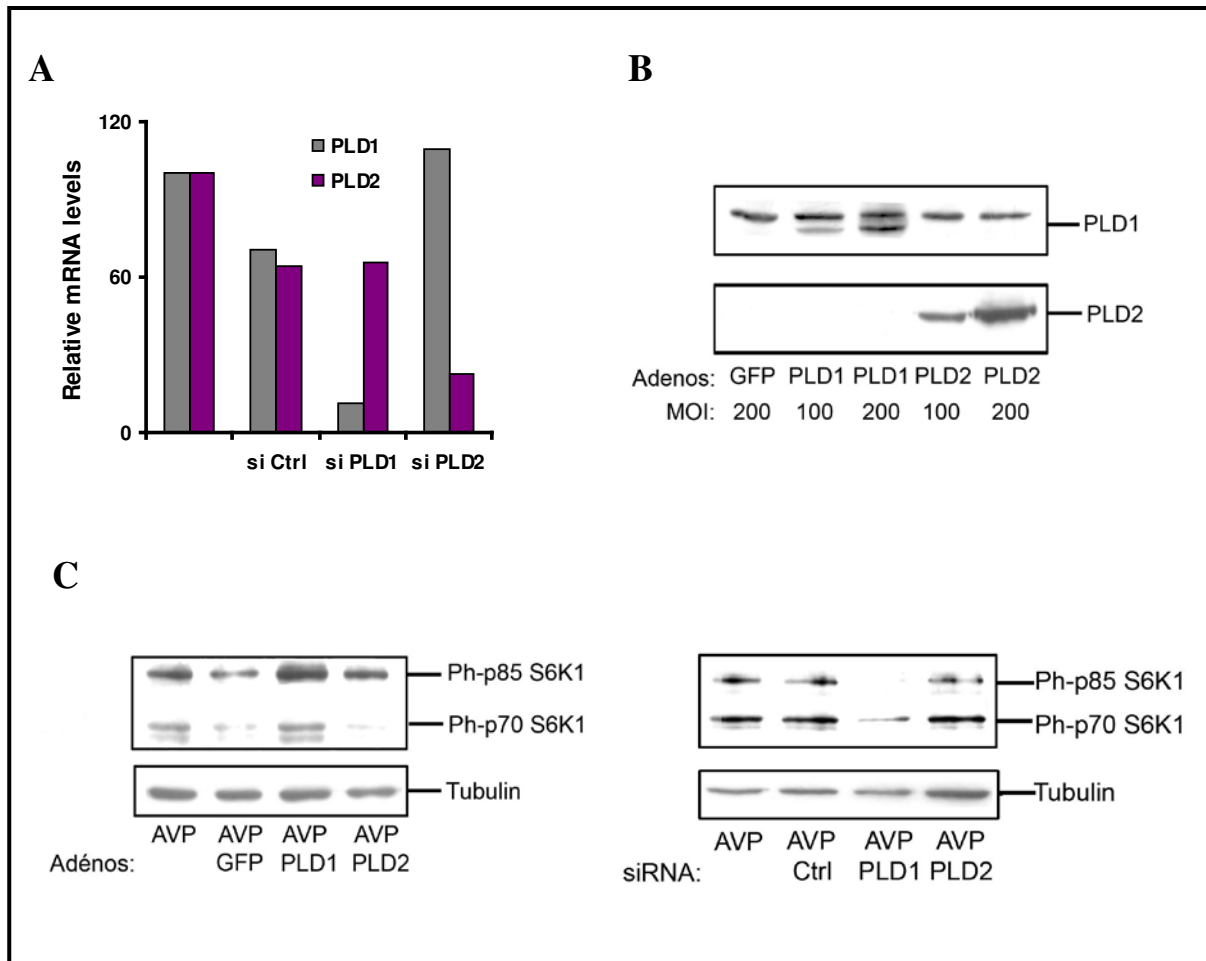 A
Relative mRNA levels
120
60
0
PLD1
PLD2
si Ctrl si PLD1 si PLD2
B
PLD1
PLD2
Adenos: GFP PLD1 PLD1 PLD2 PLD2
MOI: 200 100 200 100 200
C
Ph-p85 S6K1
Ph-p70 S6K1
Tubulin
AVP AVP AVP AVP
Adénos: GFP PLD1 PLD2
Ph-p85 S6K1
Ph-p70 S6K1
Tubulin
AVP AVP AVP AVP
siRNA: Ctrl PLD1 PLD2